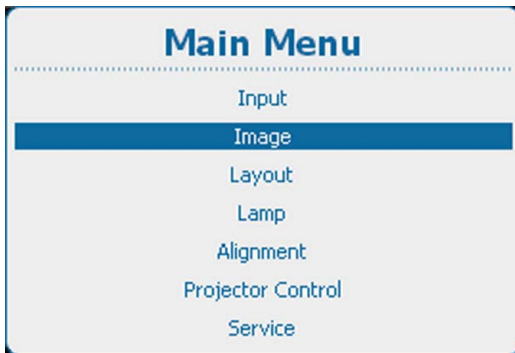 Main Menu
Input
Image
Layout
Lamp
Alignment
Projector Control
Service